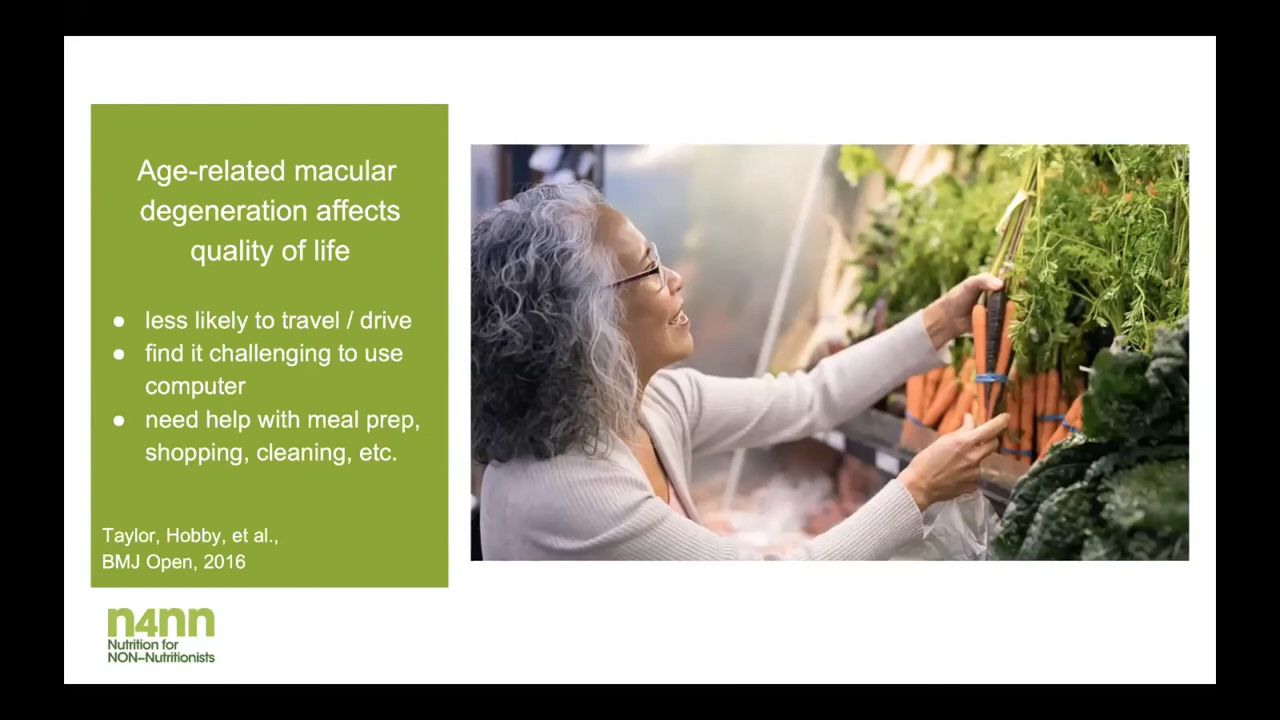 Age-related macular
degeneration affects
quality of life
● less likely to travel / drive
● find it challenging to use
computer
● need help with meal prep,
shopping, cleaning, etc.
Taylor, Hobby, et al.,
BMJ Open, 2016
n4nn
Nutrition for
NON–Nutritionists